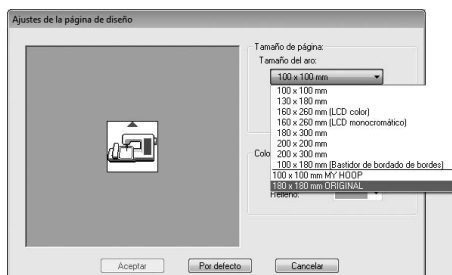 Ajustes de la página de diseño
Tamaño de página:
Tamaño del aro:
100 x 100 mm
100 x 100 mm
130 x 180 mm
160 x 260 mm (LCD color)
160 x 260 mm (LCD monocromático)
180 x 300 mm
200 x 200 mm
200 x 300 mm
100 x 180 mm (Bastidor de bordado de bordes)
100 x 100 mm MY HOOP
180 x 180 mm ORIGINAL
Colo
Relleno:
Aceptar Por defecto Cancelar